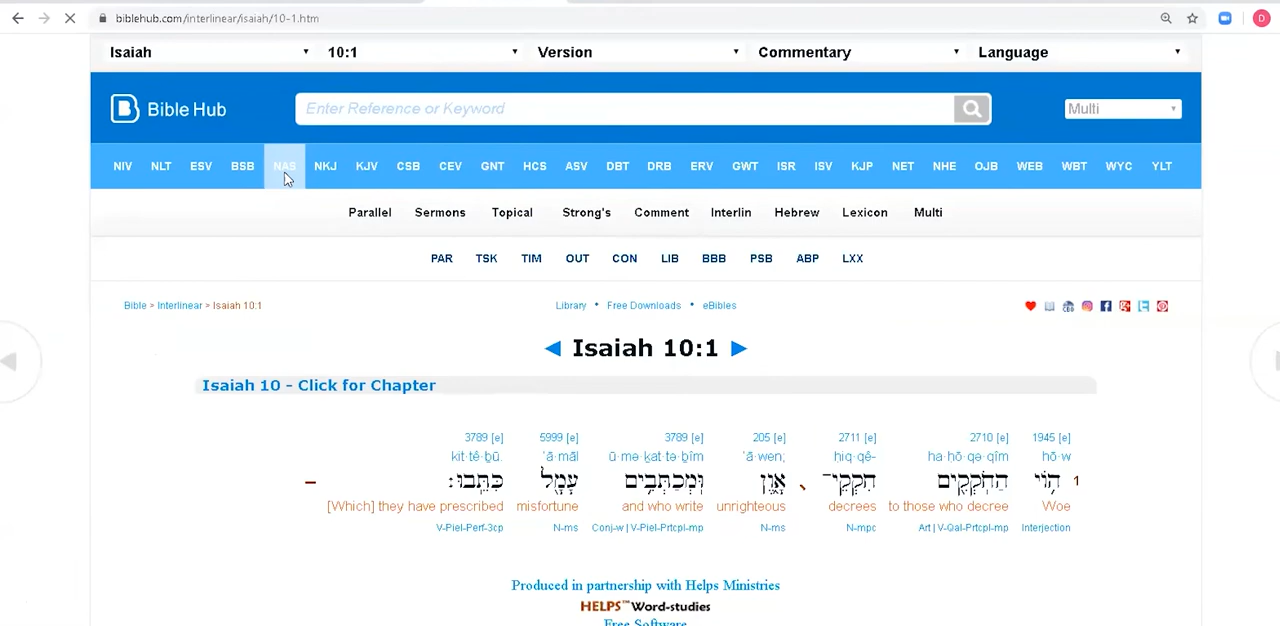 biblehub.com/interlinear/isaiah/10-1.htm
D
Isaiah 10:1 Version Commentary Language
Bible Hub Enter Reference or Keyword Multi
NIV NLT ESV BSB NAS NKJ KJV CSB CEV GNT HCS ASV DBT DRB ERV GWT ISR ISV KJP NET NHE OJB WEB WBT WYC YLT
Parallel Sermons Topical Strong's Comment Interlin Hebrew Lexicon Multi
PAR TSK TIM OUT CON LIB BBB PSB ABP LXX
Bible > Interlinear > Isaiah 10:1 Library • Free Downloads • eBibles
◄ Isaiah 10:1 ►
Isaiah 10 - Click for Chapter
3789 [e] 5999 [e] 3789 [e] 205 [e] 2711 [e] 2710 [e] 1945 [e]
kit·tê·ḇū. ‘ā·māl ū·mə·ḵat·tə·ḇîm ’ā·wen; ḥiq·qê- ha·ḥō·qə·qîm hō·w
1 ה֥וֹי הַחֹֽקְקִ֖ים חִקְקֵי־ אָ֑וֶן וּֽמְכַתְּבִ֥ים עָמָ֖ל כִּתֵּֽבוּ׃
[Which] they have prescribed misfortune and who write unrighteous decrees to those who decree Woe
V-Piel-Perf-3cp N-ms Conj-w | V-Piel-Prtcpl-mp N-ms N-mpc Art | V-Qal-Prtcpl-mp Interjection
Produced in partnership with Helps Ministries
HELPS™Word-studies
Free Software